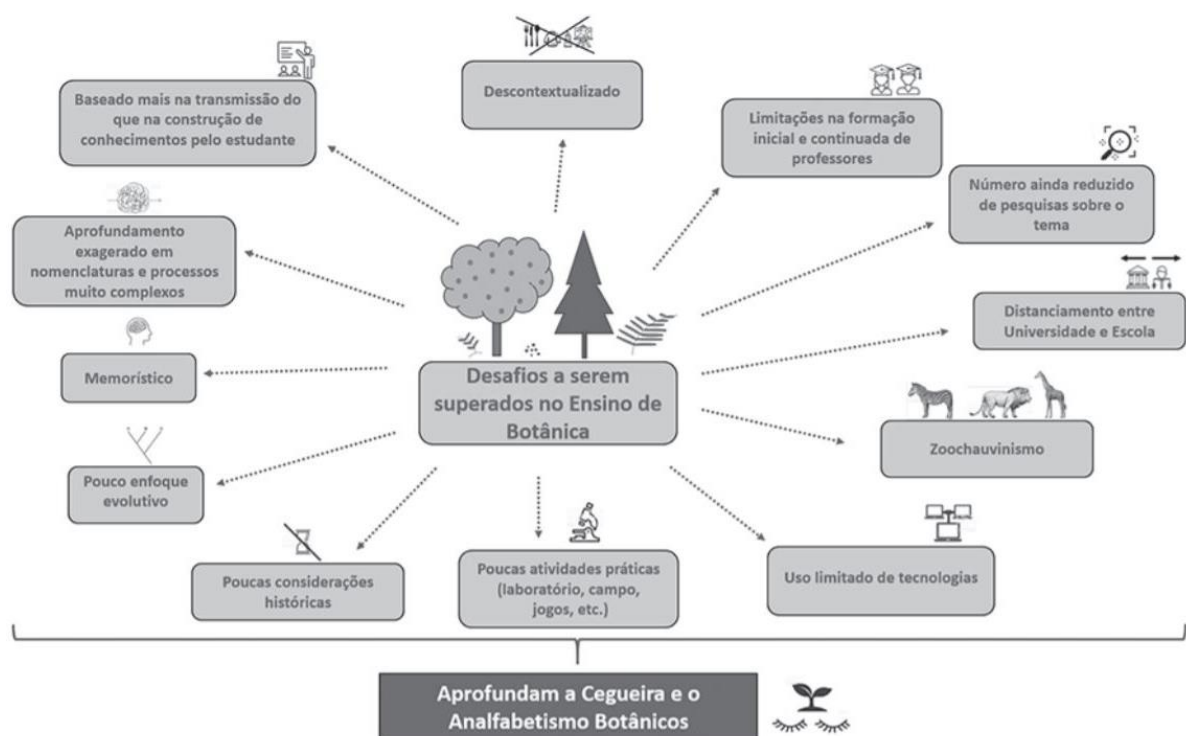 Baseado mais na transmissão do
que na construção de
conhecimentos pelo estudante
Descontextualizado
Limitações na formação
inicial e continuada de
professores
Número ainda reduzido
de pesquisas sobre o
tema
Aprofundamento
exagerado em
nomenclaturas e processos
muito complexos
Distanciamento entre
Universidade e Escola
Memorístico
Desafios a serem
superados no Ensino de
Botânica
Zoochauvinismo
Pouco enfoque
evolutivo
Poucas considerações
históricas
Poucas atividades práticas
(laboratório, campo,
jogos, etc.)
Uso limitado de tecnologias
Aprofundam a Cegueira e o
Analfabetismo Botânicos